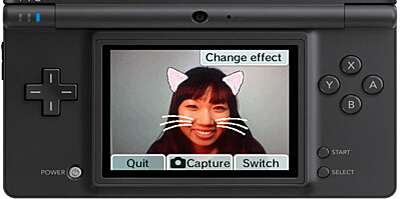 Change effect
X
Y
A
B
Quit
Capture
Switch
START
POWER
SELECT